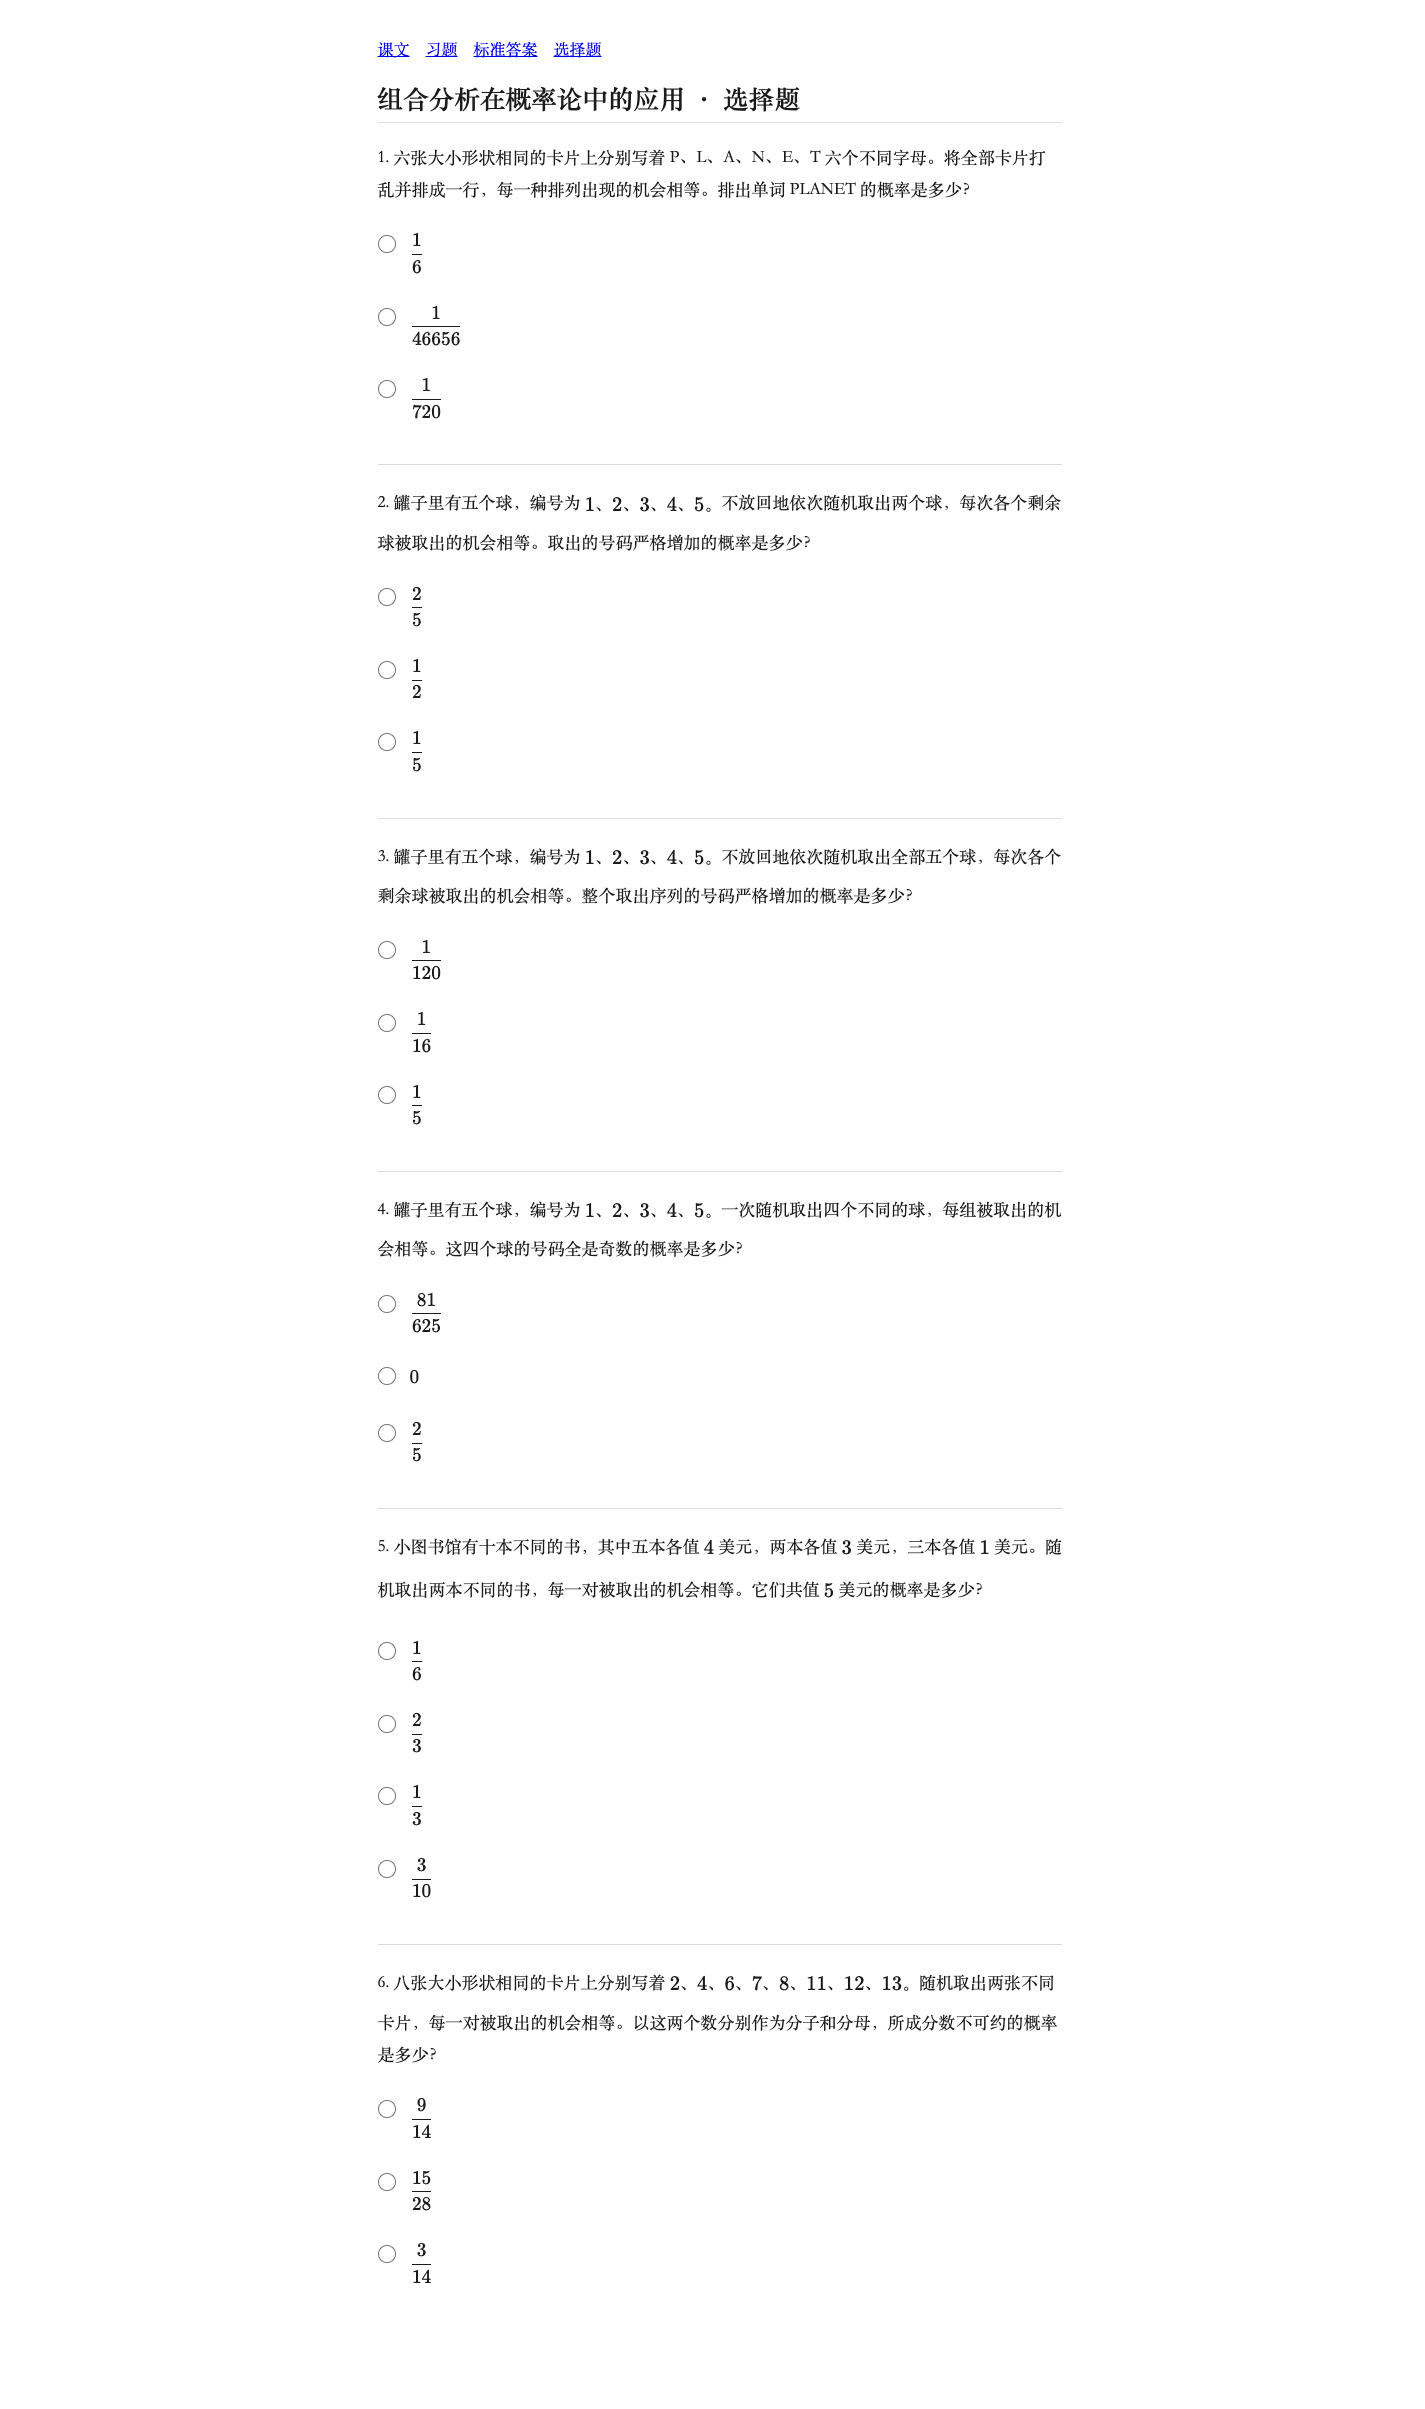 课文 习题 标准答案 选择题
组合分析在概率论中的应用 · 选择题
1. 六张大小形状相同的卡片上分别写着 P、L、A、N、E、T 六个不同字母。将全部卡片打
乱并排成一行，每一种排列出现的机会相等。排出单词 PLANET 的概率是多少?
1/6
1/46656
1/720
2. 罐子里有五个球，编号为 1、2、3、4、5。不放回地依次随机取出两个球，每次各个剩余
球被取出的机会相等。取出的号码严格增加的概率是多少?
2/5
1/2
1/5
3. 罐子里有五个球，编号为 1、2、3、4、5。不放回地依次随机取出全部五个球，每次各个
剩余球被取出的机会相等。整个取出序列的号码严格增加的概率是多少?
1/120
1/16
1/5
4. 罐子里有五个球，编号为 1、2、3、4、5。一次随机取出四个不同的球，每组被取出的机
会相等。这四个球的号码全是奇数的概率是多少?
81/625
0
2/5
5. 小图书馆有十本不同的书，其中五本各值 4 美元，两本各值 3 美元，三本各值 1 美元。随
机取出两本不同的书，每一对被取出的机会相等。它们共值 5 美元的概率是多少?
1/6
2/3
1/3
3/10
6. 八张大小形状相同的卡片上分别写着 2、4、6、7、8、11、12、13。随机取出两张不同
卡片，每一对被取出的机会相等。以这两个数分别作为分子和分母，所成分数不可约的概率
是多少?
9/14
15/28
3/14